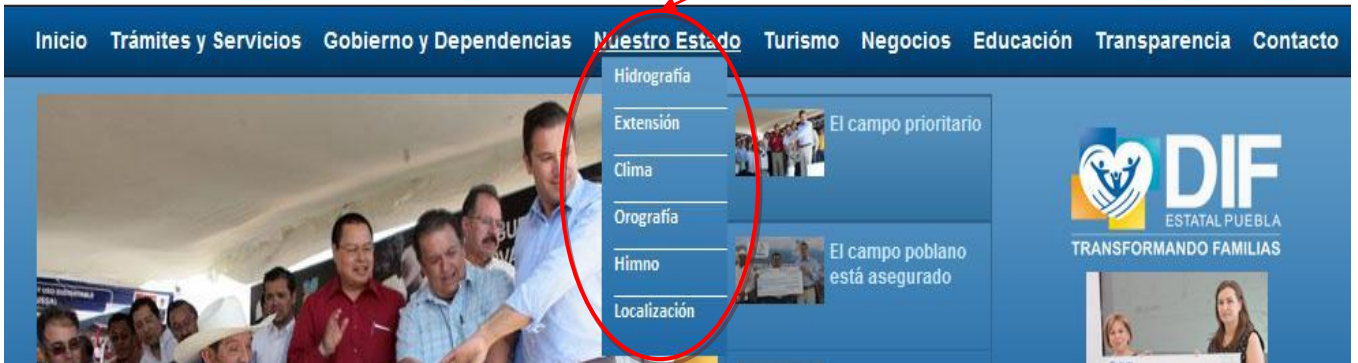 Inicio Trámites y Servicios Gobierno y Dependencias Nuestro Estado Turismo Negocios Educación Transparencia Contacto
Hidrografía
Extensión
Clima
Orografía
Himno
Localización
El campo prioritario
El campo poblano
está asegurado
DIF
ESTATAL PUEBLA
TRANSFORMANDO FAMILIAS